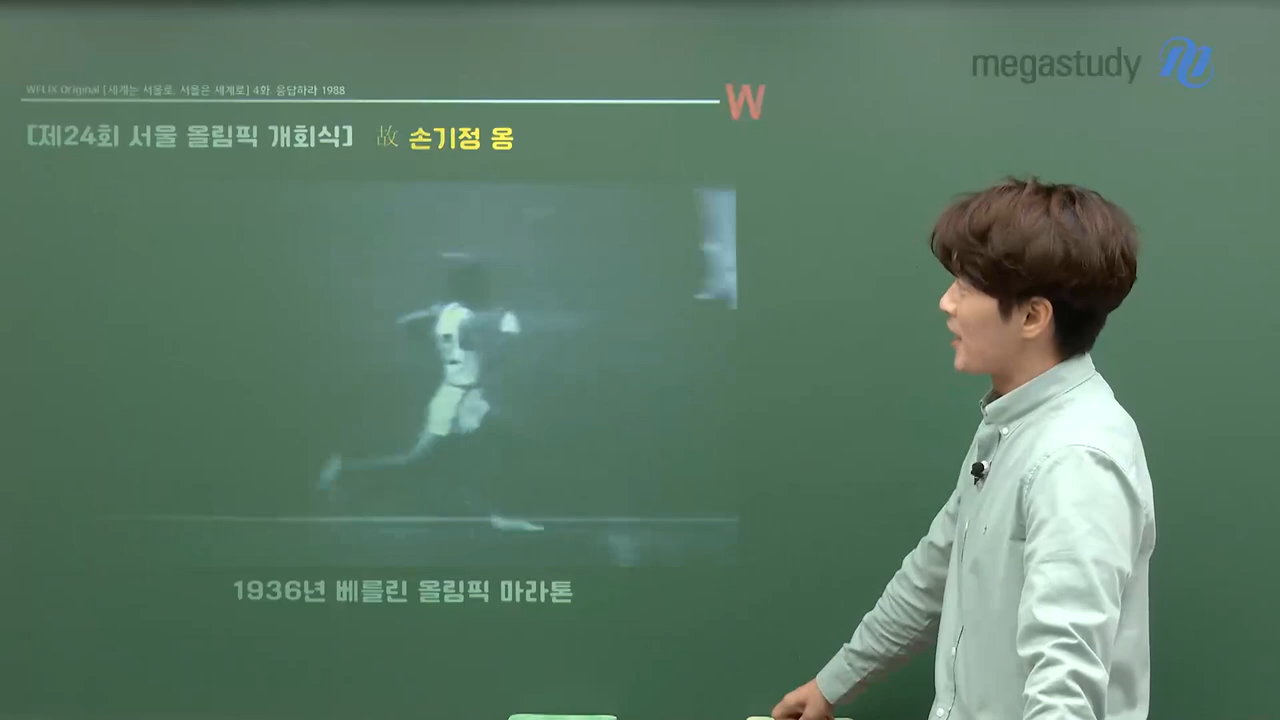 megastudy
WFLIX Original [세계는 서울로, 서울은 세계로] 4화. 응답하라 1988
W
[제24회 서울 올림픽 개회식] 故 손기정 옹
1936년 베를린 올림픽 마라톤